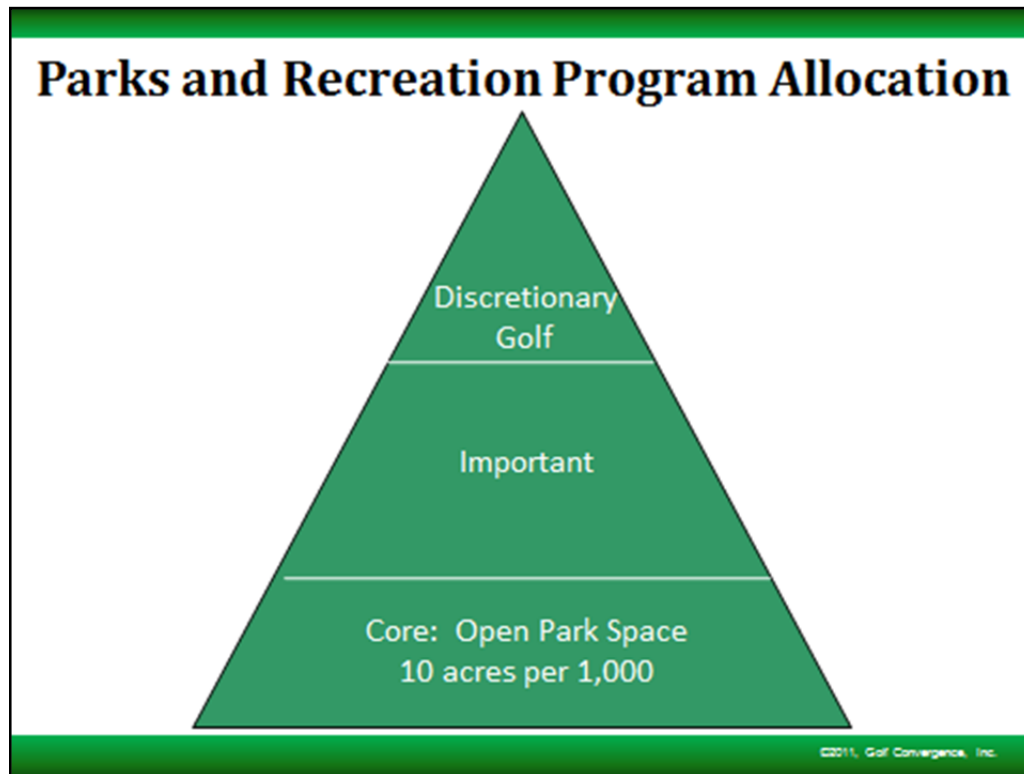 Parks and Recreation Program Allocation
Discretionary
Golf
Important
Core: Open Park Space
10 acres per 1,000
©2011, Golf Convergence, Inc.